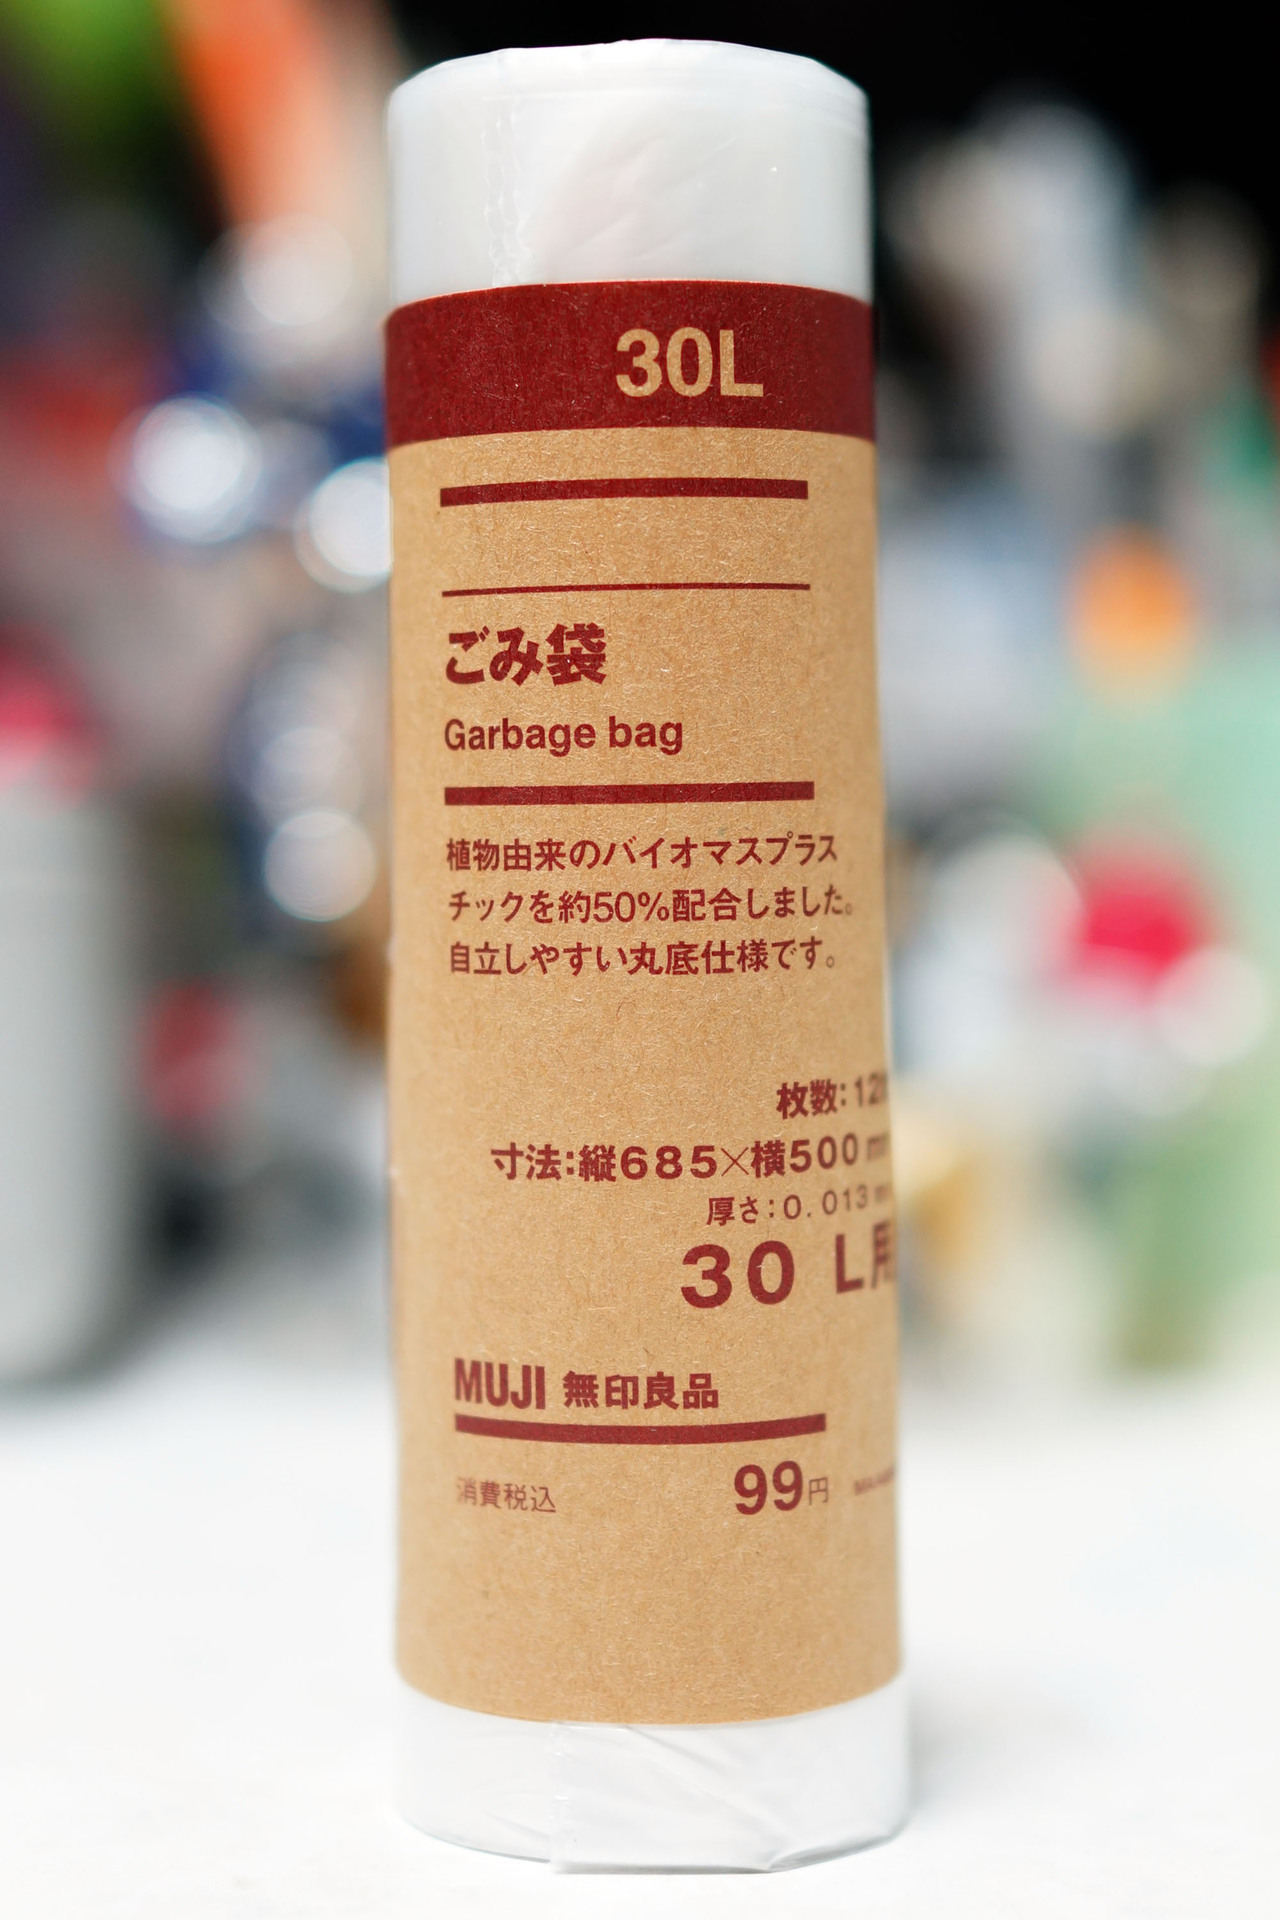 30L
ごみ袋
Garbage bag
植物由来のバイオマスプラス
チックを約50%配合しました。
自立しやすい丸底仕様です。
枚数：12
寸法：縦685×横500
厚さ：0.013
30 L用
MUJI 無印良品
消費税込 99円